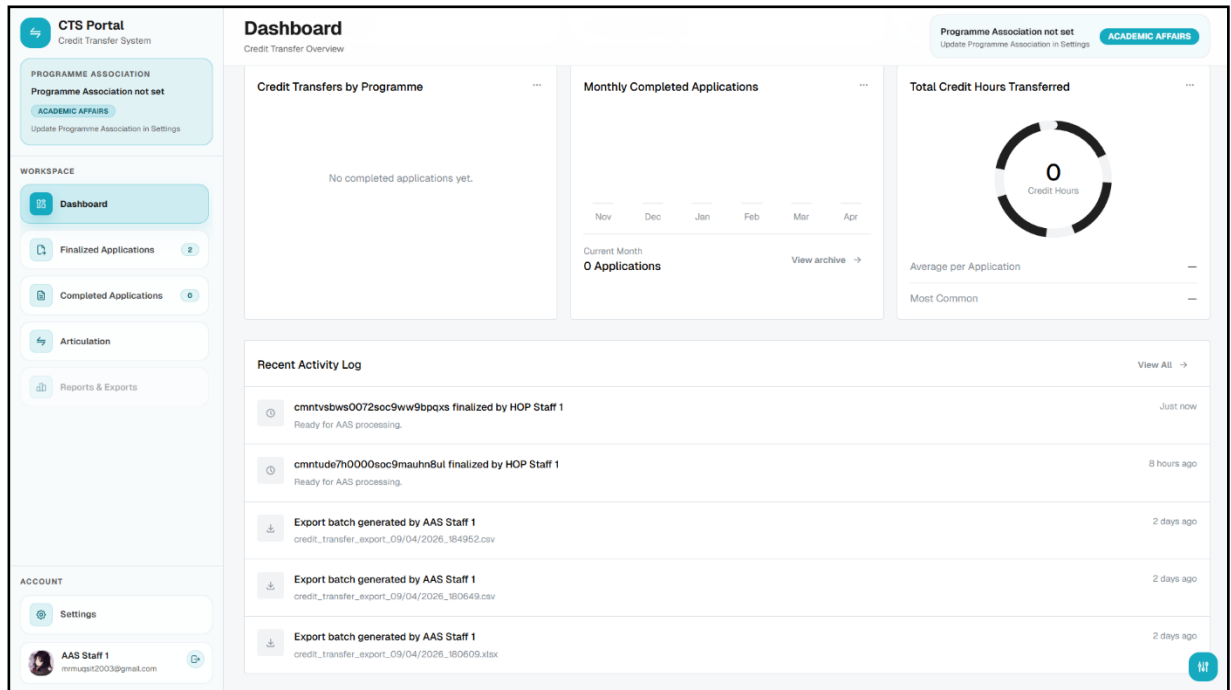 CTS Portal
Credit Transfer System
PROGRAMME ASSOCIATION
Programme Association not set
ACADEMIC AFFAIRS
Update Programme Association in Settings
WORKSPACE
Dashboard
Finalized Applications 2
Completed Applications 0
Articulation
Reports & Exports
ACCOUNT
Settings
AAS Staff 1
mrmuqsit2003@gmail.com
Dashboard
Credit Transfer Overview
Programme Association not set
Update Programme Association in Settings
ACADEMIC AFFAIRS
Credit Transfers by Programme ...
No completed applications yet.
Monthly Completed Applications ...
Nov Dec Jan Feb Mar Apr
Current Month
0 Applications
View archive →
Total Credit Hours Transferred ...
0
Credit Hours
Average per Application —
Most Common —
Recent Activity Log
View All →
cmntvsbws0072soc9ww9bpqxs finalized by HOP Staff 1
Just now
Ready for AAS processing.
cmntude7h0000soc9mauhn8ul finalized by HOP Staff 1
8 hours ago
Ready for AAS processing.
Export batch generated by AAS Staff 1
2 days ago
credit_transfer_export_09/04/2026_184952.csv
Export batch generated by AAS Staff 1
2 days ago
credit_transfer_export_09/04/2026_180649.csv
Export batch generated by AAS Staff 1
2 days ago
credit_transfer_export_09/04/2026_180609.xlsx